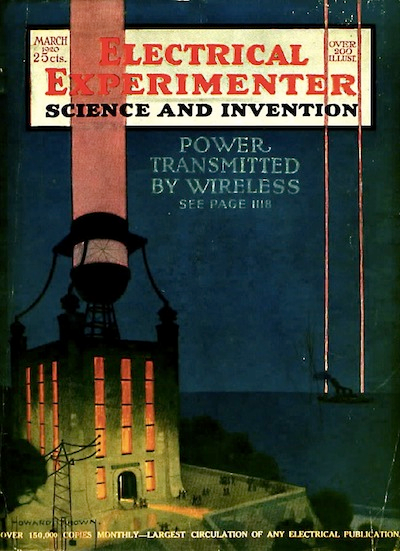 MARCH
1920
25 cts.
ELECTRICAL
EXPERIMENTER
SCIENCE AND INVENTION
OVER
200
ILLUST.
POWER
TRANSMITTED
BY WIRELESS
SEE PAGE 1118
HOWARD BROWN.
OVER 150,000 COPIES MONTHLY—LARGEST CIRCULATION OF ANY ELECTRICAL PUBLICATION